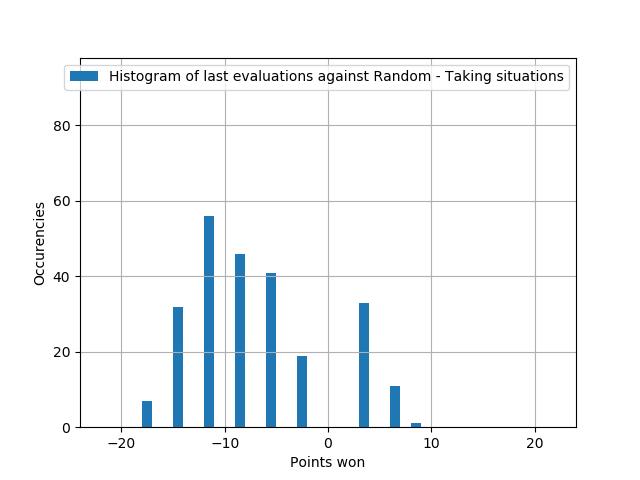 Histogram of last evaluations against Random - Taking situations
80
60
40
20
0
Occurencies
−20 −10 0 10 20
Points won